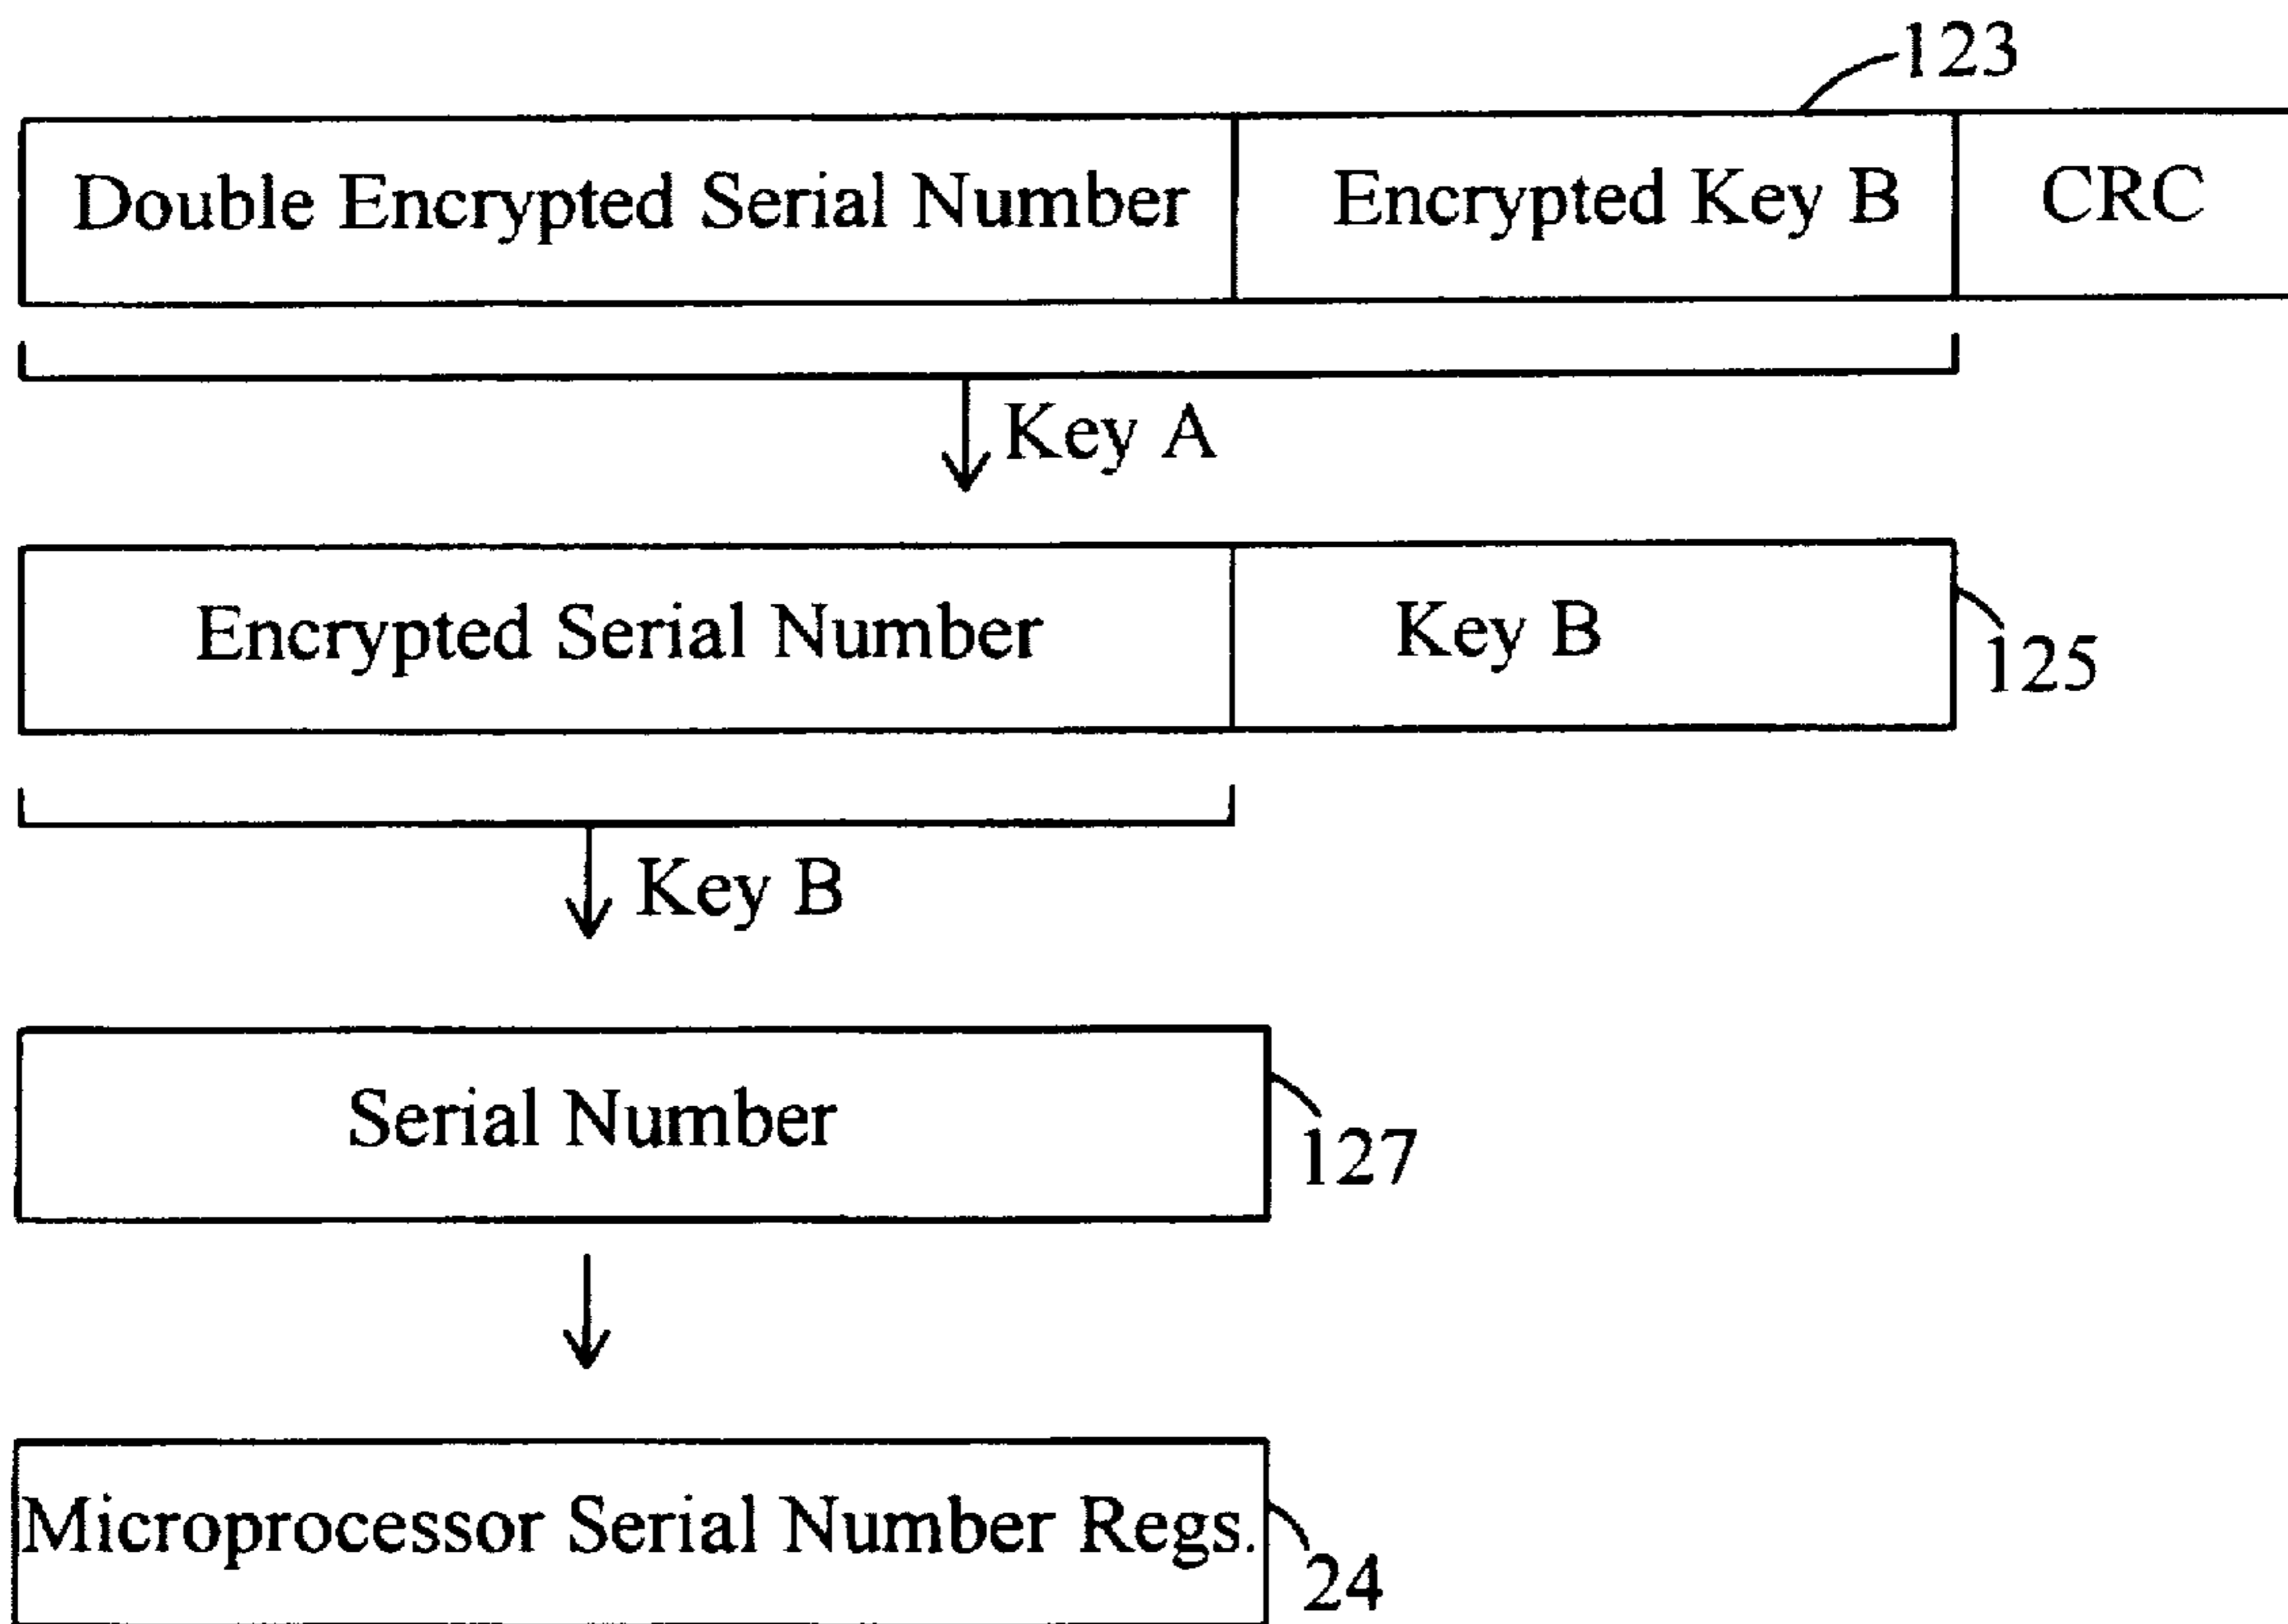 123
Double Encrypted Serial Number Encrypted Key B CRC
Key A
Encrypted Serial Number Key B
125
Key B
Serial Number
127
Microprocessor Serial Number Regs.
24